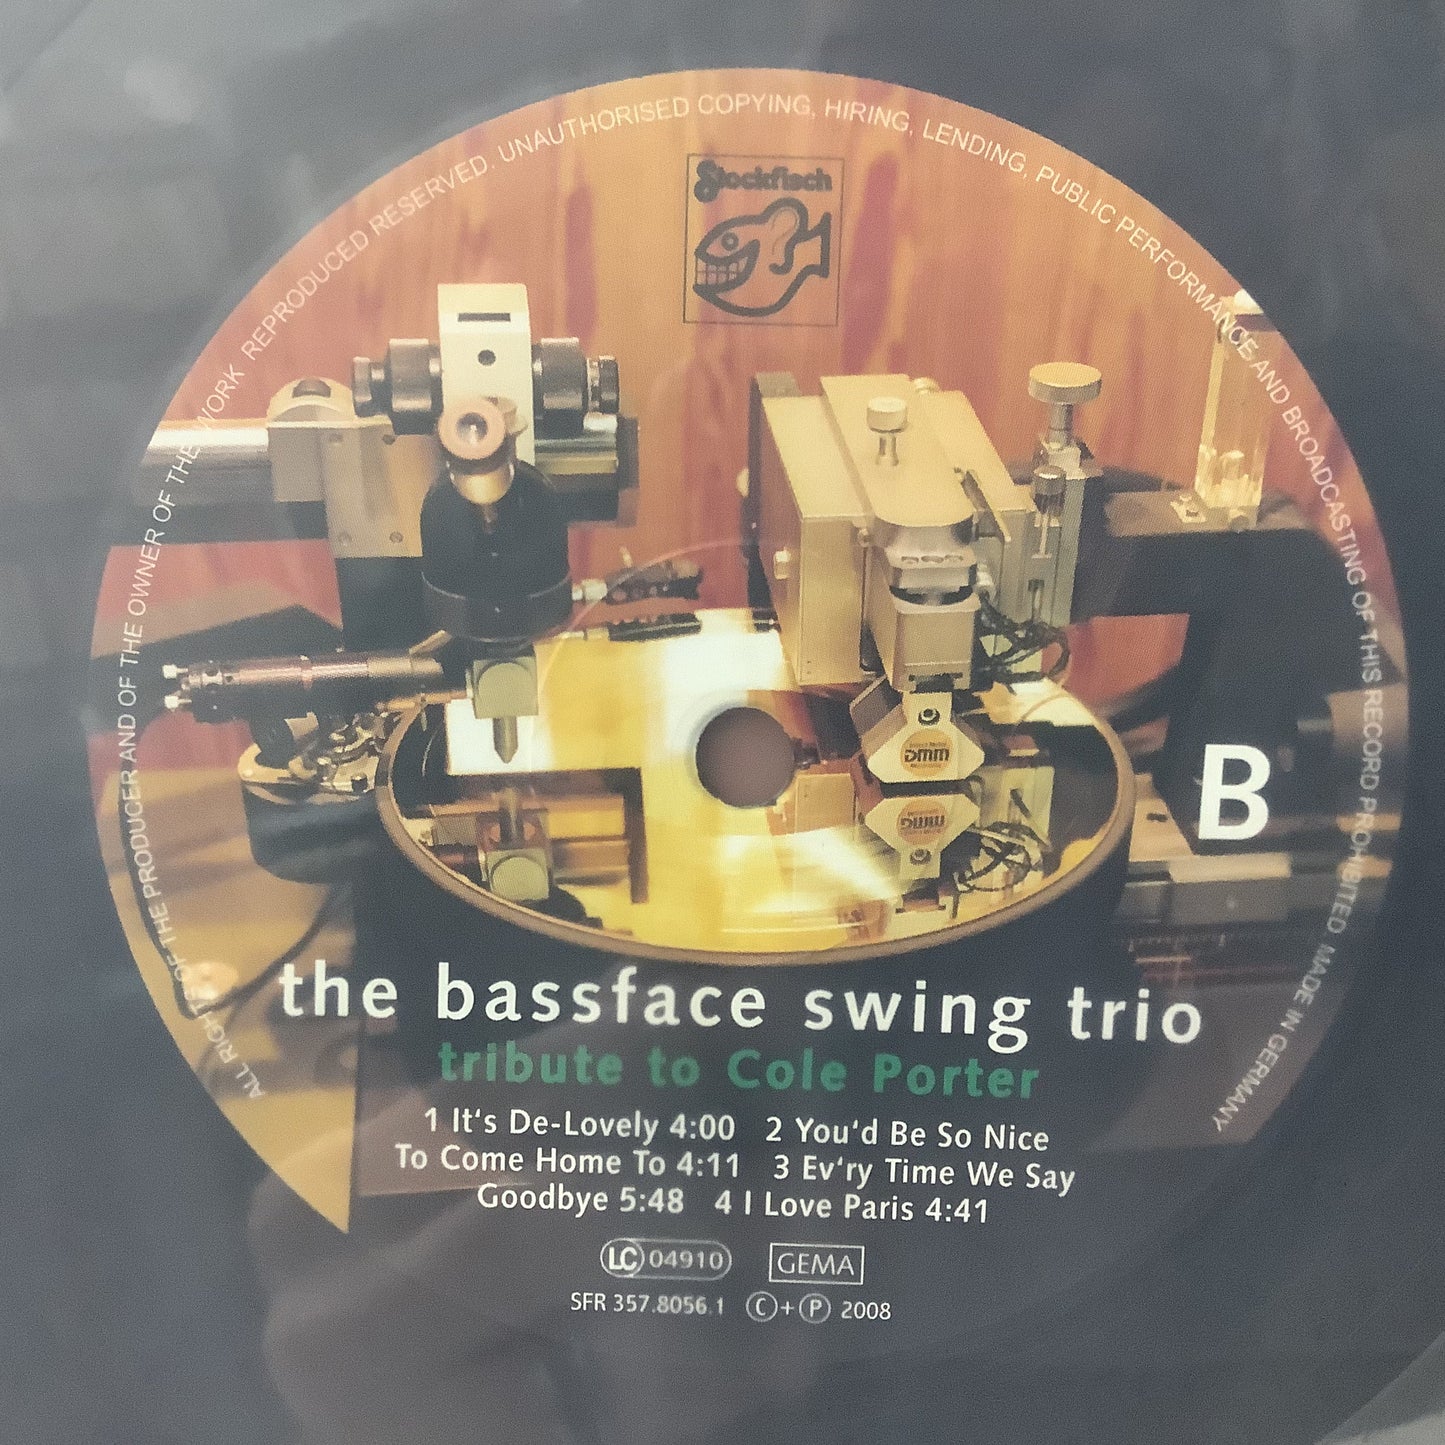 ALL RIGHTS OF THE PRODUCER AND OF THE OWNER OF THE WORK REPRODUCED RESERVED. UNAUTHORISED COPYING, HIRING, LENDING, PUBLIC PERFORMANCE AND BROADCASTING OF THIS RECORD PROHIBITED MADE IN GERMANY
Stockfisch
DMM
B
the bassface swing trio
tribute to Cole Porter
1 It's De-Lovely 4:00 2 You'd Be So Nice
To Come Home To 4:11 3 Ev'ry Time We Say
Goodbye 5:48 4 I Love Paris 4:41
LC 04910 GEMA
SFR 357.8056.1 C+P 2008